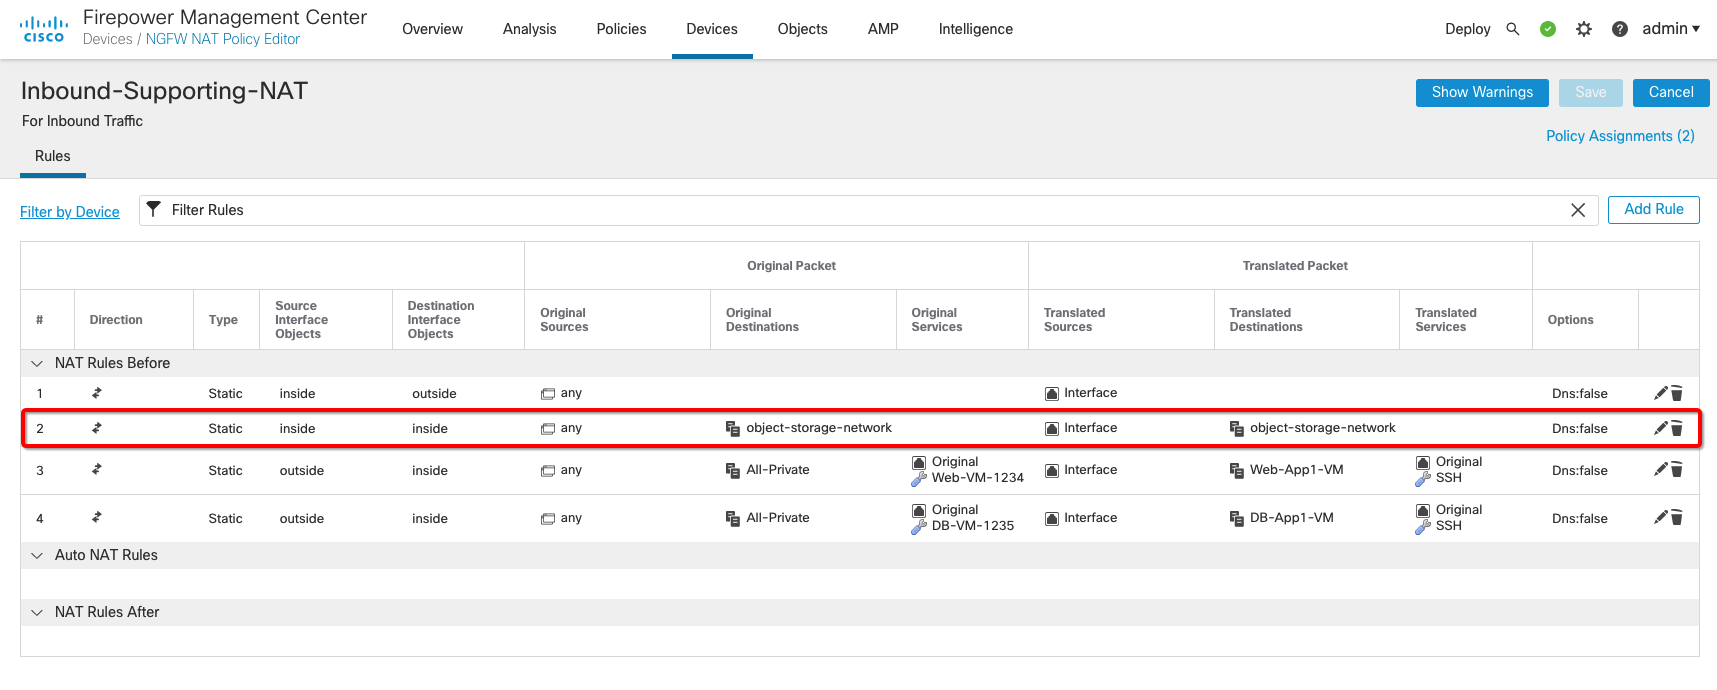 Firepower Management Center
CISCO
Devices / NGFW NAT Policy Editor
Overview Analysis Policies Devices Objects AMP Intelligence
Deploy ? admin
Inbound-Supporting-NAT
For Inbound Traffic
Show Warnings Save Cancel
Policy Assignments (2)
Rules
Filter by Device Filter Rules Add Rule
Original Packet Translated Packet
# Direction Type Source Interface Objects Destination Interface Objects Original Sources Original Destinations Original Services Translated Sources Translated Destinations Translated Services Options
NAT Rules Before
1 Static inside outside any Interface Dns:false
2 Static inside inside any object-storage-network Interface object-storage-network Dns:false
3 Static outside inside any All-Private Original Web-VM-1234 Interface Web-App1-VM Original SSH Dns:false
4 Static outside inside any All-Private Original DB-VM-1235 Interface DB-App1-VM Original SSH Dns:false
Auto NAT Rules
NAT Rules After